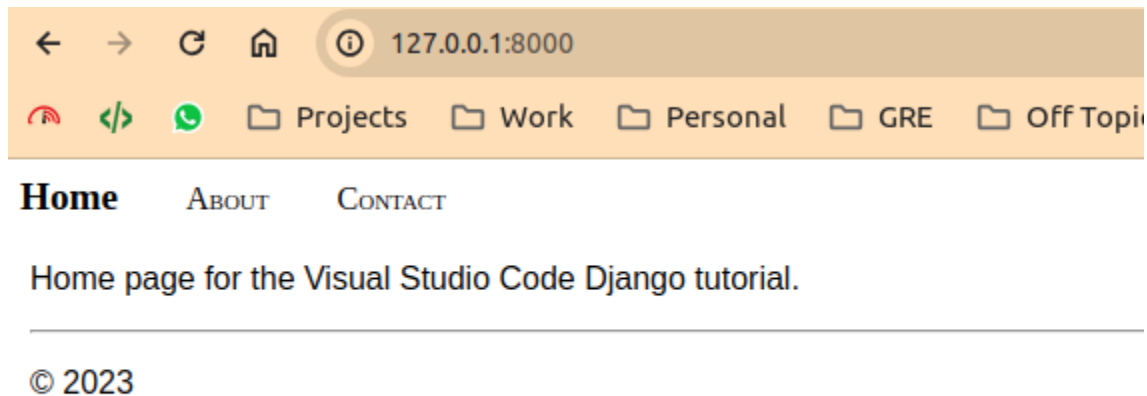 127.0.0.1:8000
Projects Work Personal GRE Off Topic
Home About Contact
Home page for the Visual Studio Code Django tutorial.
© 2023